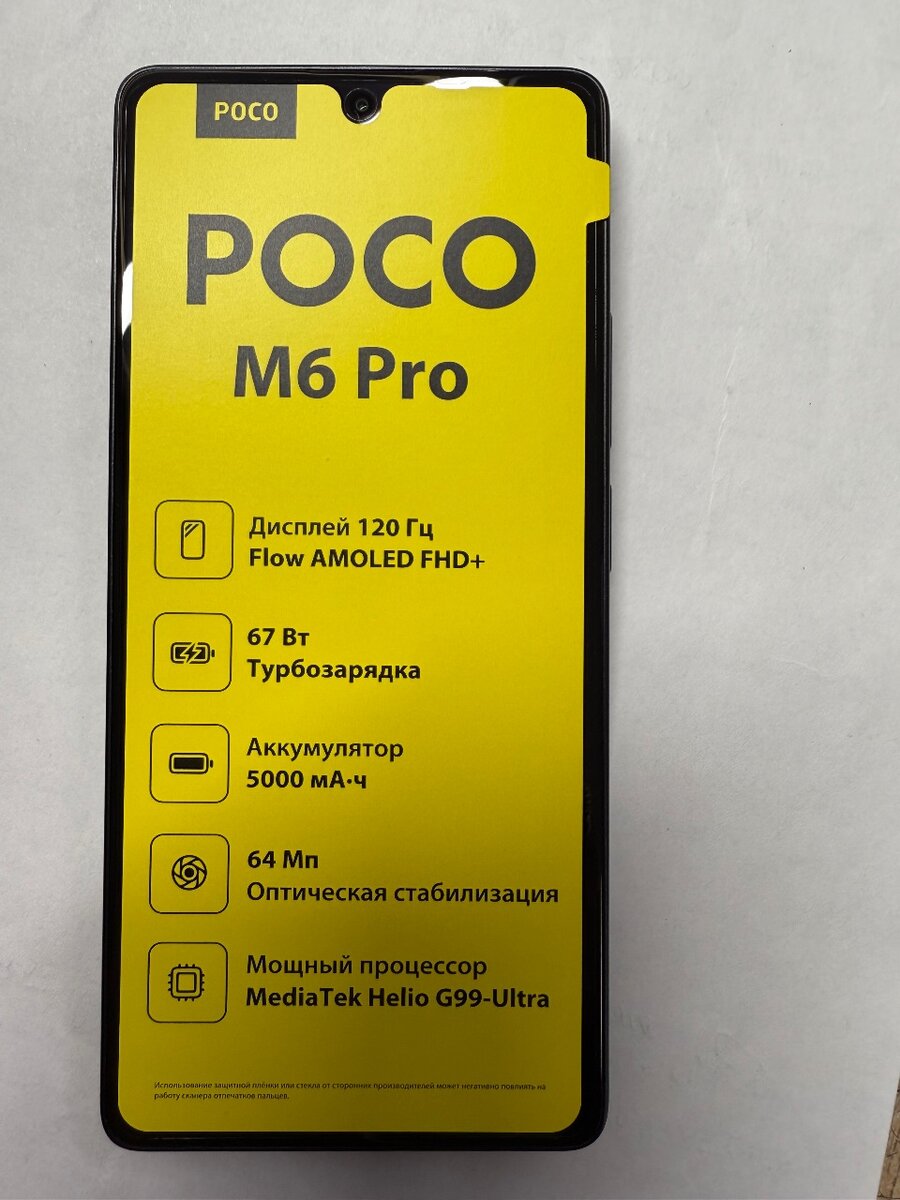 POCO
POCO
M6 Pro
Дисплей 120 Гц
Flow AMOLED FHD+
67 Вт
Турбозарядка
Аккумулятор
5000 мА·ч
64 Мп
Оптическая стабилизация
Мощный процессор
MediaTek Helio G99-Ultra
Использование защитной плёнки или стекла от сторонних производителей может негативно повлиять на
работу сканера отпечатков пальцев.